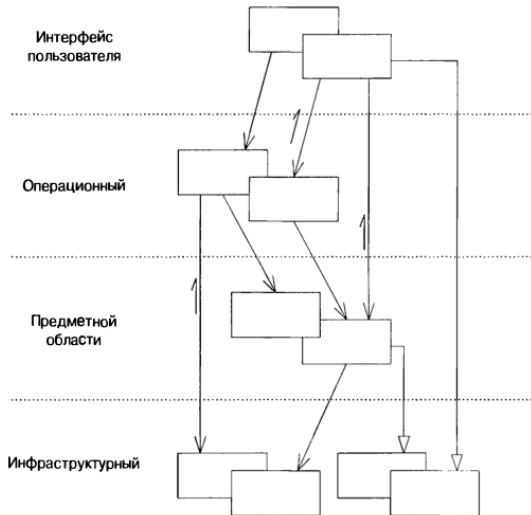 Интерфейс
пользователя
Операционный
Предметной
области
Инфраструктурный